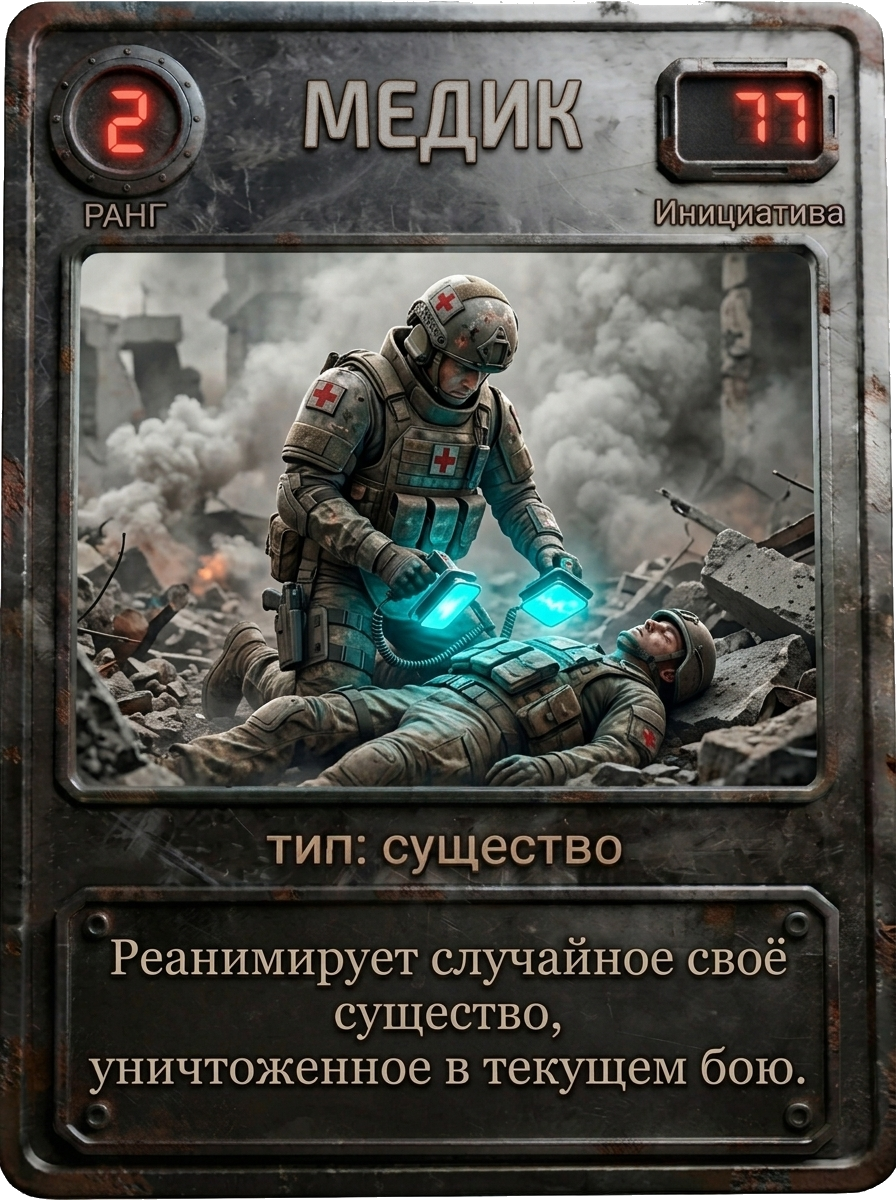 2
МЕДИК
77
РАНГ
Инициатива
тип: существо
Реанимирует случайное своё
существо,
уничтоженное в текущем бою.